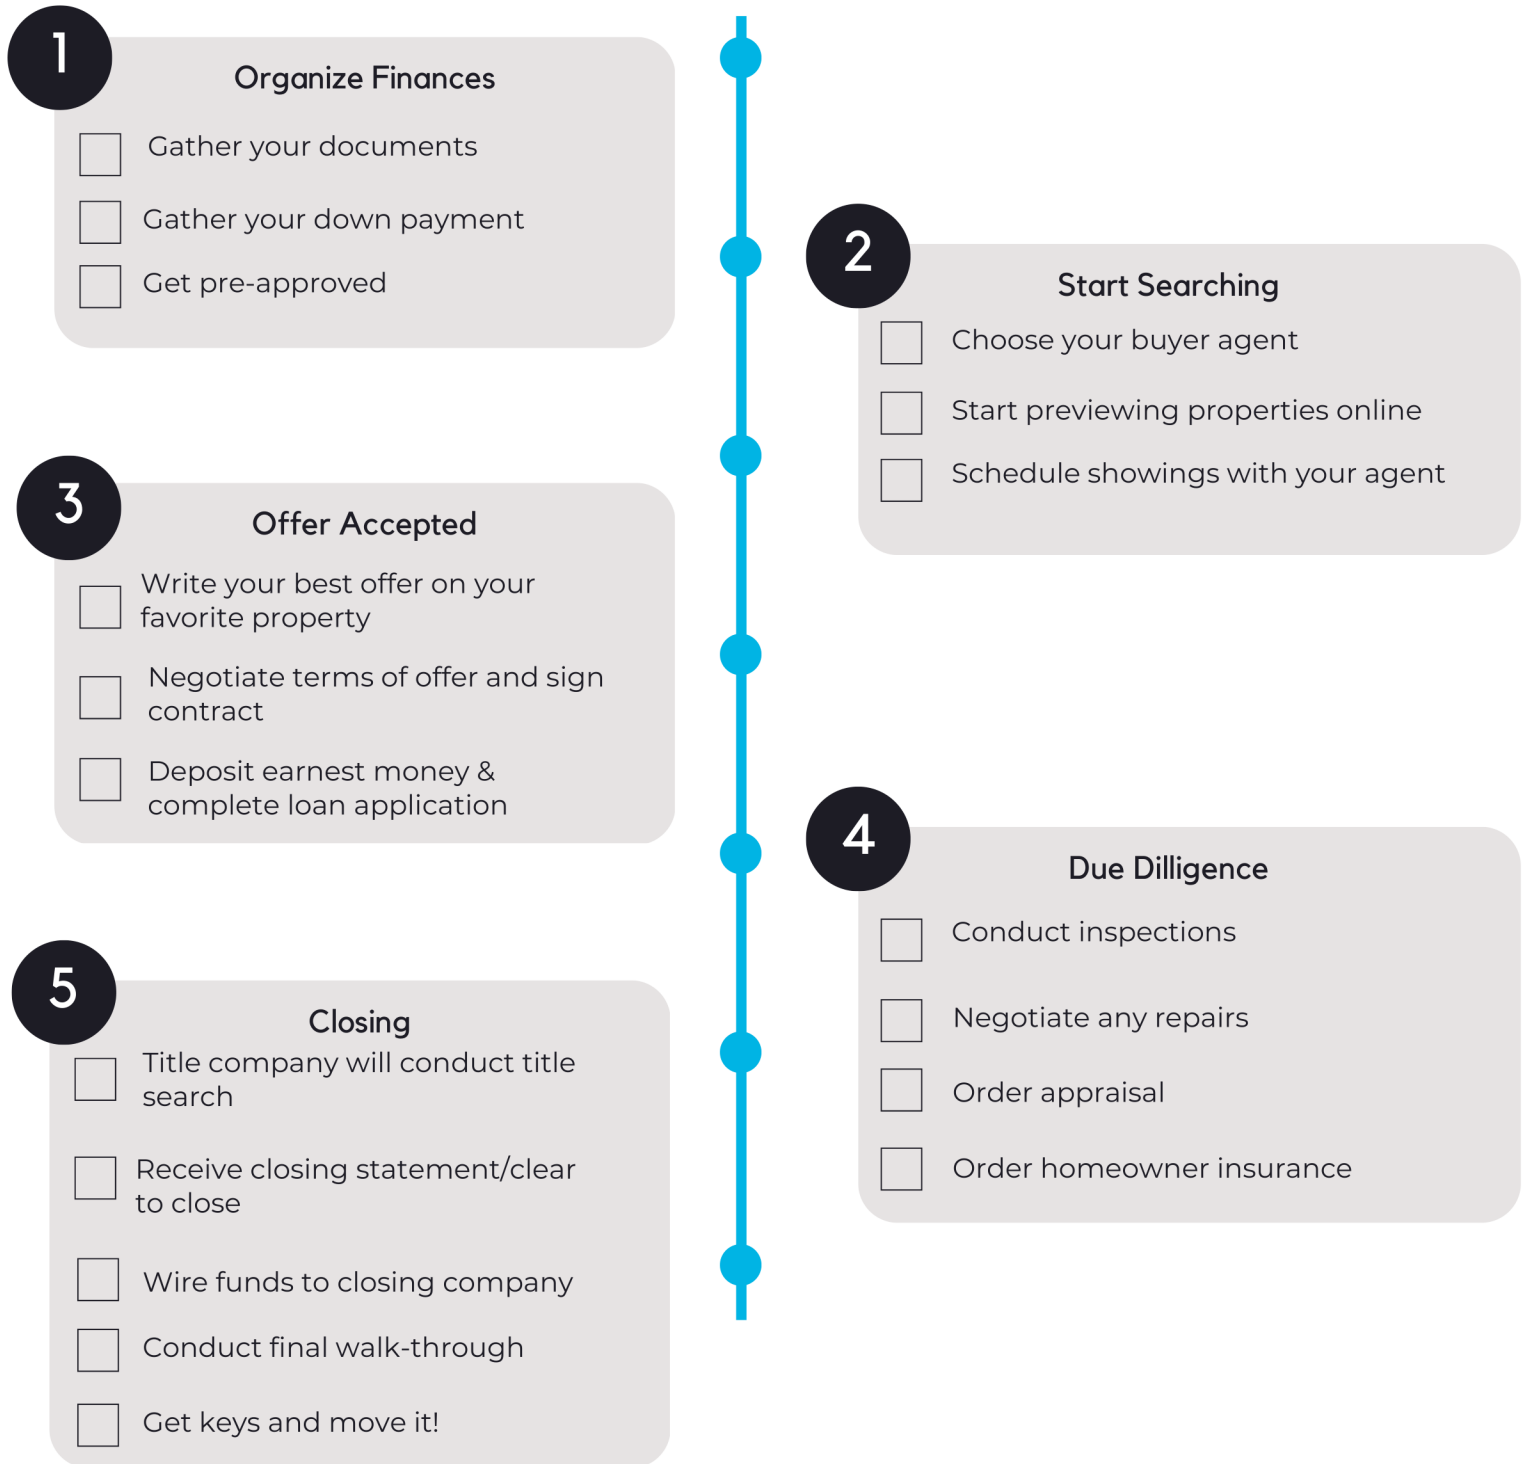 1
Organize Finances
Gather your documents
Gather your down payment
Get pre-approved
2
Start Searching
Choose your buyer agent
Start previewing properties online
Schedule showings with your agent
3
Offer Accepted
Write your best offer on your
favorite property
Negotiate terms of offer and sign
contract
Deposit earnest money &
complete loan application
4
Due Dilligence
Conduct inspections
Negotiate any repairs
Order appraisal
Order homeowner insurance
5
Closing
Title company will conduct title
search
Receive closing statement/clear
to close
Wire funds to closing company
Conduct final walk-through
Get keys and move it!